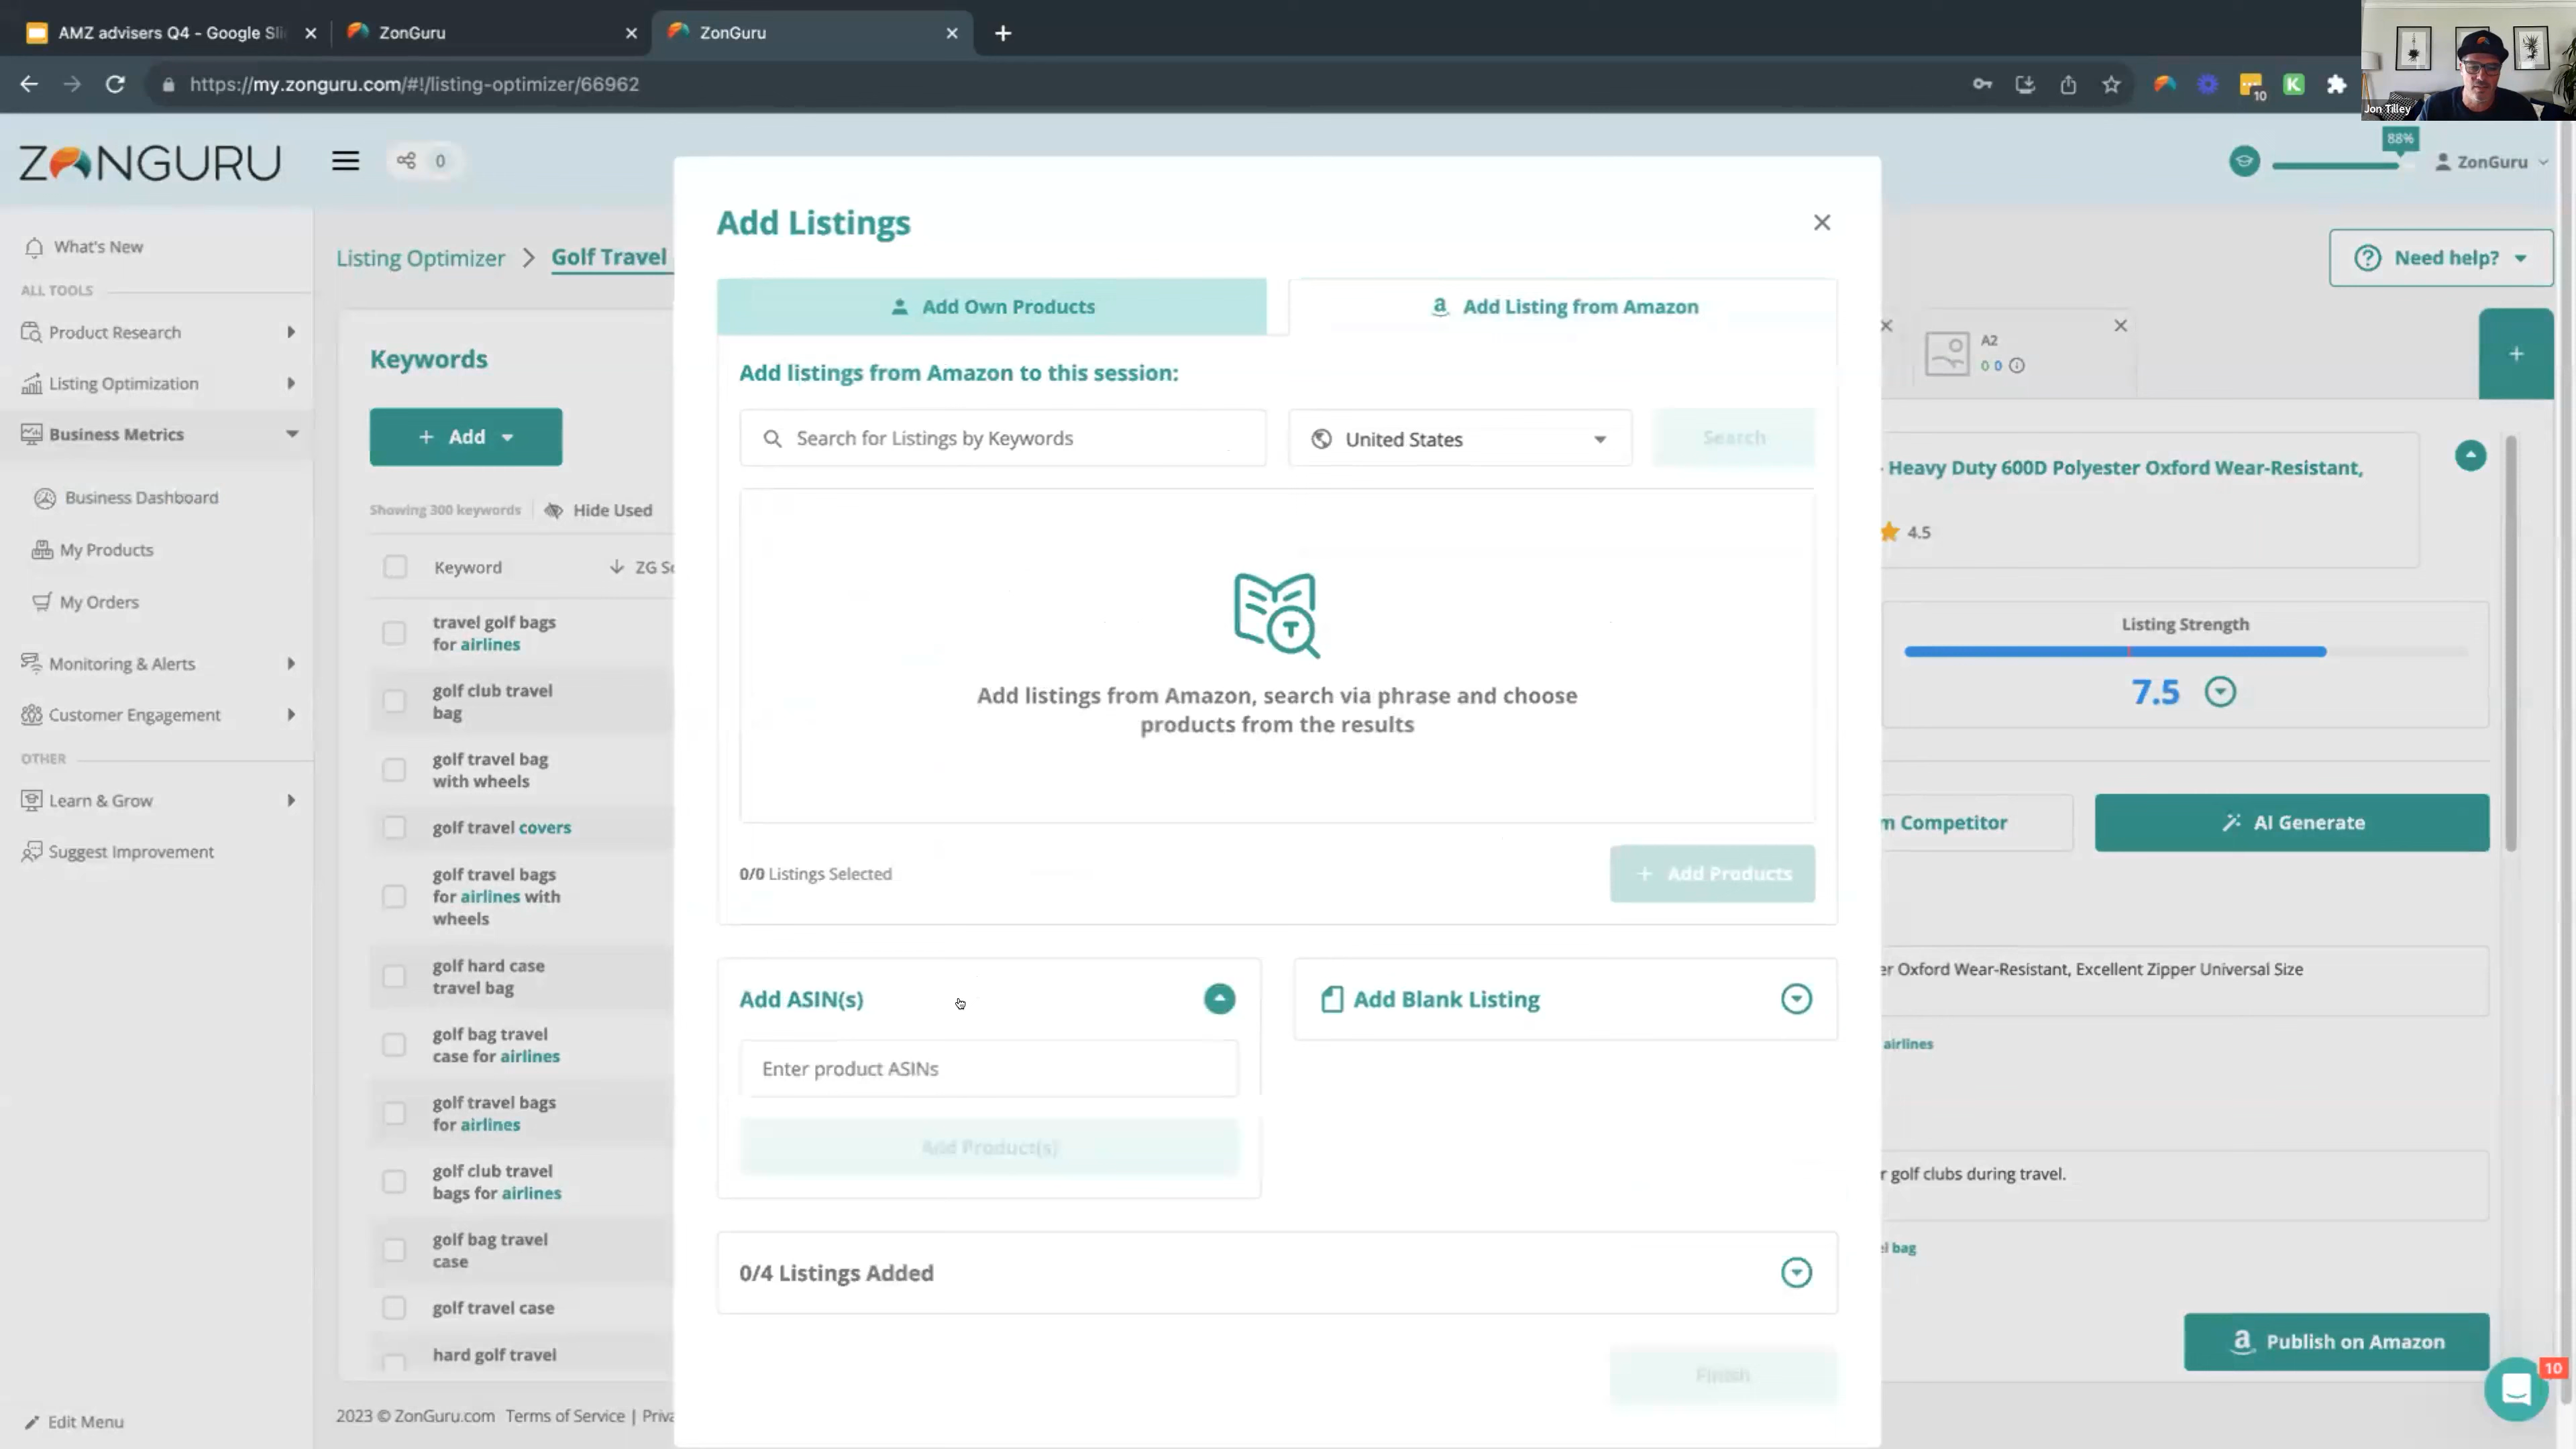 AMZ advisers Q4 - Google Sli
ZonGuru
ZonGuru
https://my.zonguru.com/#!/listing-optimizer/66962
10
Jon Tilley
ZONGURU
0
88%
ZonGuru
What's New
ALL TOOLS
Product Research
Listing Optimization
Business Metrics
Business Dashboard
My Products
My Orders
Monitoring & Alerts
Customer Engagement
OTHER
Learn & Grow
Suggest Improvement
Edit Menu
Listing Optimizer > Golf Travel
Need help?
Keywords
+ Add
Showing 300 keywords
Hide Used
Keyword
ZG Sc
travel golf bags
for airlines
golf club travel
bag
golf travel bag
with wheels
golf travel covers
golf travel bags
for airlines with
wheels
golf hard case
travel bag
golf bag travel
case for airlines
golf travel bags
for airlines
golf club travel
bags for airlines
golf bag travel
case
golf travel case
hard golf travel
2023 © ZonGuru.com Terms of Service | Priva
Add Listings
Add Own Products
Add Listing from Amazon
Add listings from Amazon to this session:
Search for Listings by Keywords
United States
Search
Add listings from Amazon, search via phrase and choose
products from the results
0/0 Listings Selected
+ Add Products
Add ASIN(s)
Enter product ASINs
Add Product(s)
Add Blank Listing
0/4 Listings Added
Finish
A2
0 0
+
- Heavy Duty 600D Polyester Oxford Wear-Resistant,
4.5
Listing Strength
7.5
m Competitor
AI Generate
er Oxford Wear-Resistant, Excellent Zipper Universal Size
airlines
r golf clubs during travel.
el bag
Publish on Amazon
10